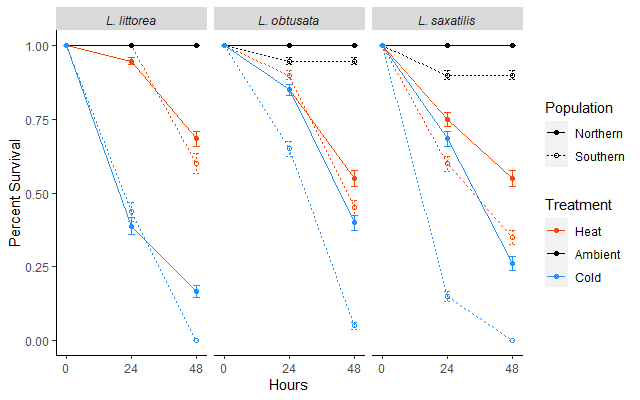 L. littorea L. obtusata L. saxatilis
1.00
0.75
0.50
0.25
0.00
Percent Survival
0 24 48 0 24 48 0 24 48
Hours
Population
Northern
Southern
Treatment
Heat
Ambient
Cold